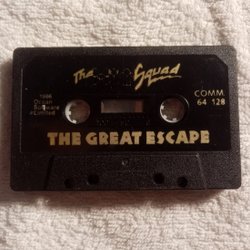 The Squad
1986
Ocean
Software
Limited
COMM
64 128
THE GREAT ESCAPE